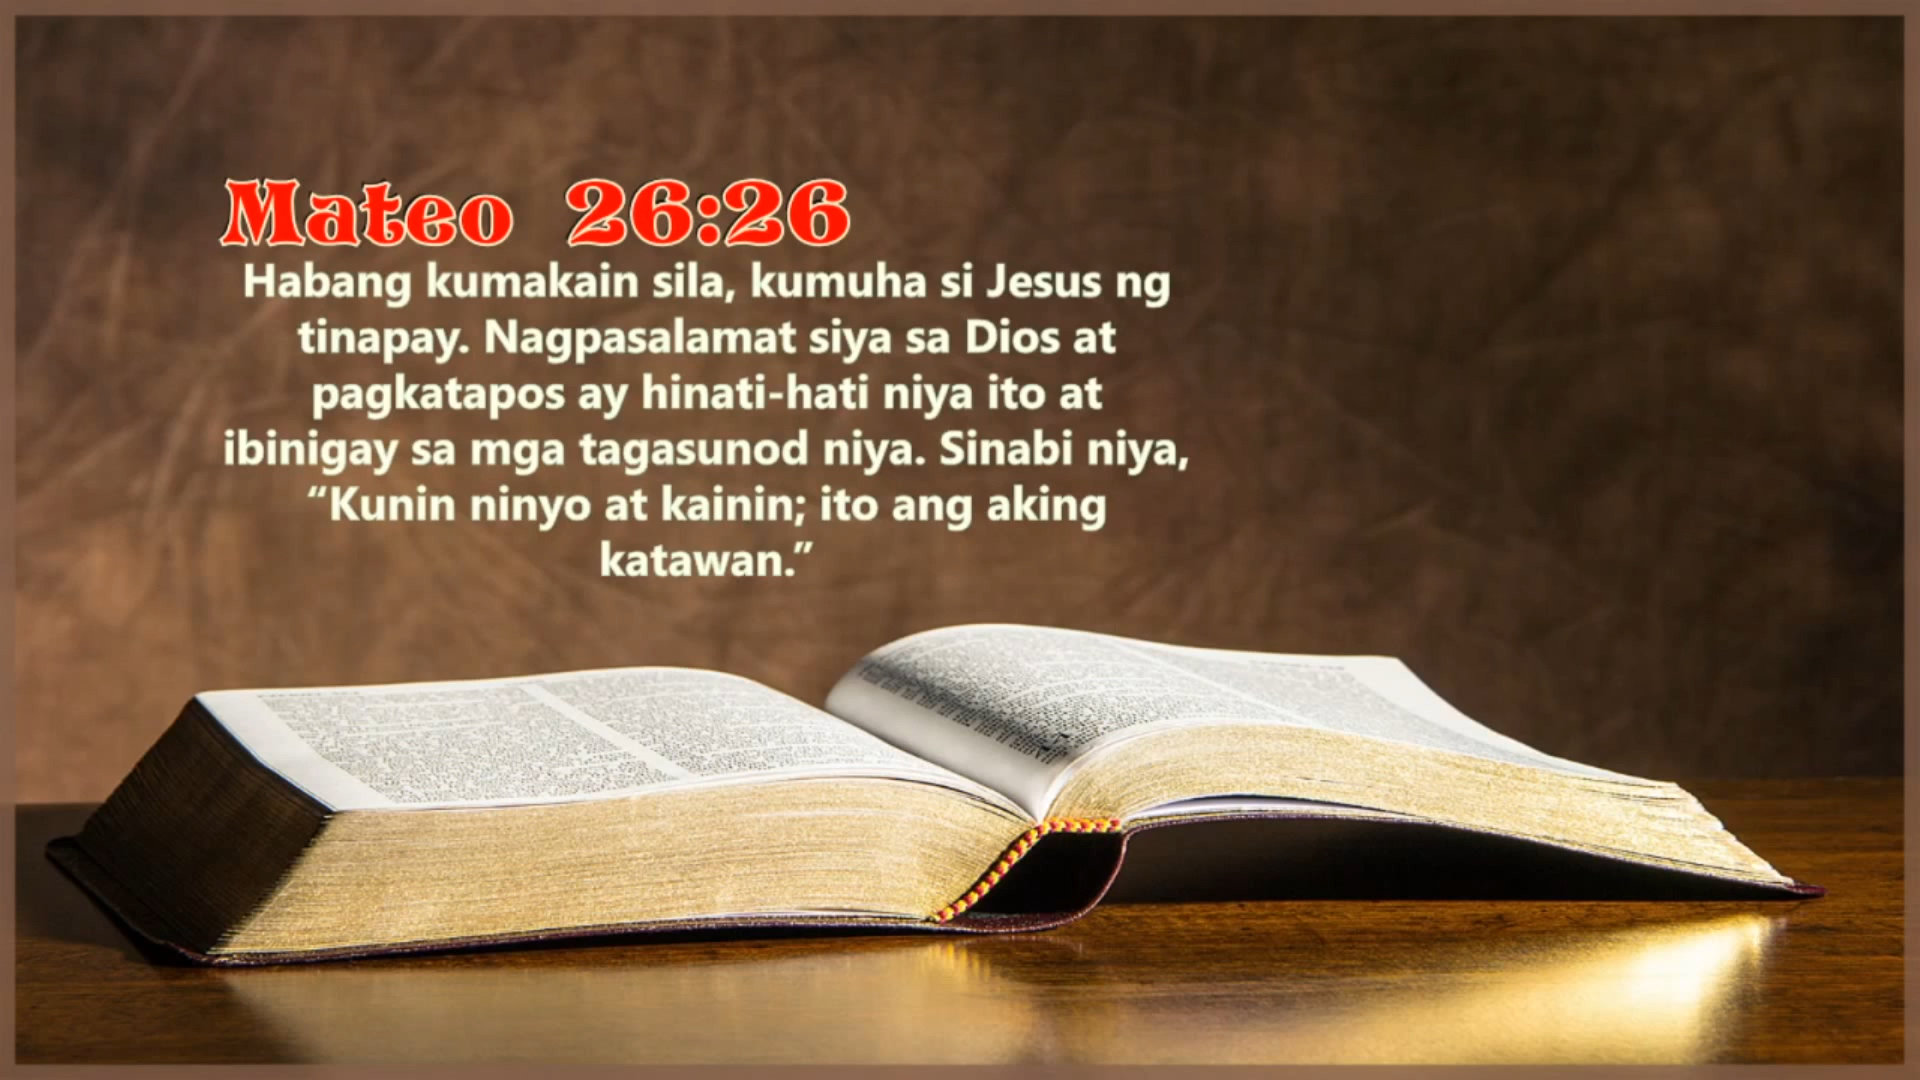 Mateo 26:26
Habang kumakain sila, kumuha si Jesus ng
tinapay. Nagpasalamat siya sa Dios at
pagkatapos ay hinati-hati niya ito at
ibinigay sa mga tagasunod niya. Sinabi niya,
“Kunin ninyo at kainin; ito ang aking
katawan.”